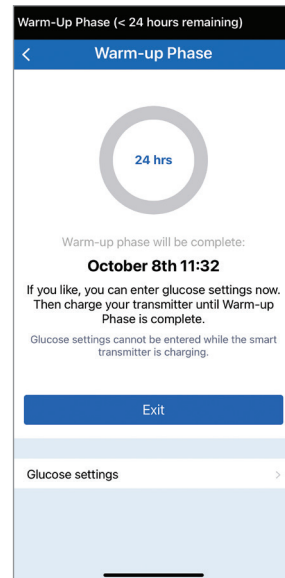 Warm-Up Phase (< 24 hours remaining)
Warm-up Phase
24 hrs
Warm-up phase will be complete:
October 8th 11:32
If you like, you can enter glucose settings now.
Then charge your transmitter until Warm-up
Phase is complete.
Glucose settings cannot be entered while the smart
transmitter is charging.
Exit
Glucose settings